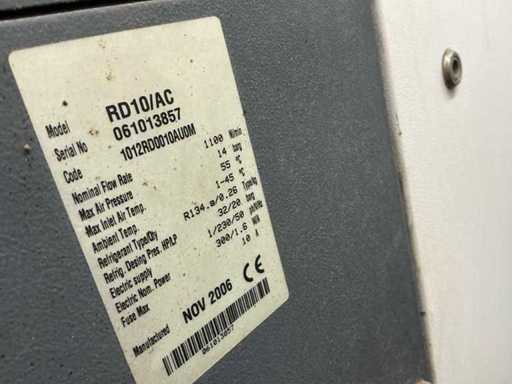 Model RD10/AC
Serial No 061013857
Code 1012RD0010AU0M
Nominal Flow Rate 1100 Nl/min
Max Air Pressure 14 barg
Max Inlet Air Temp. 55 °C
Ambient Temp. 1-45 °C
Refrigerant Type/Qty R134.a/0.26 Type/Kg
Refrig. Desing Pres. HP/LP 32/20 barg
Electric supply 1/230/50 ph/V/Hz
Electric Nom. Power 300/1.6 W/A
Fuse Max 10 A
Manufactured NOV 2006 CE
061013857